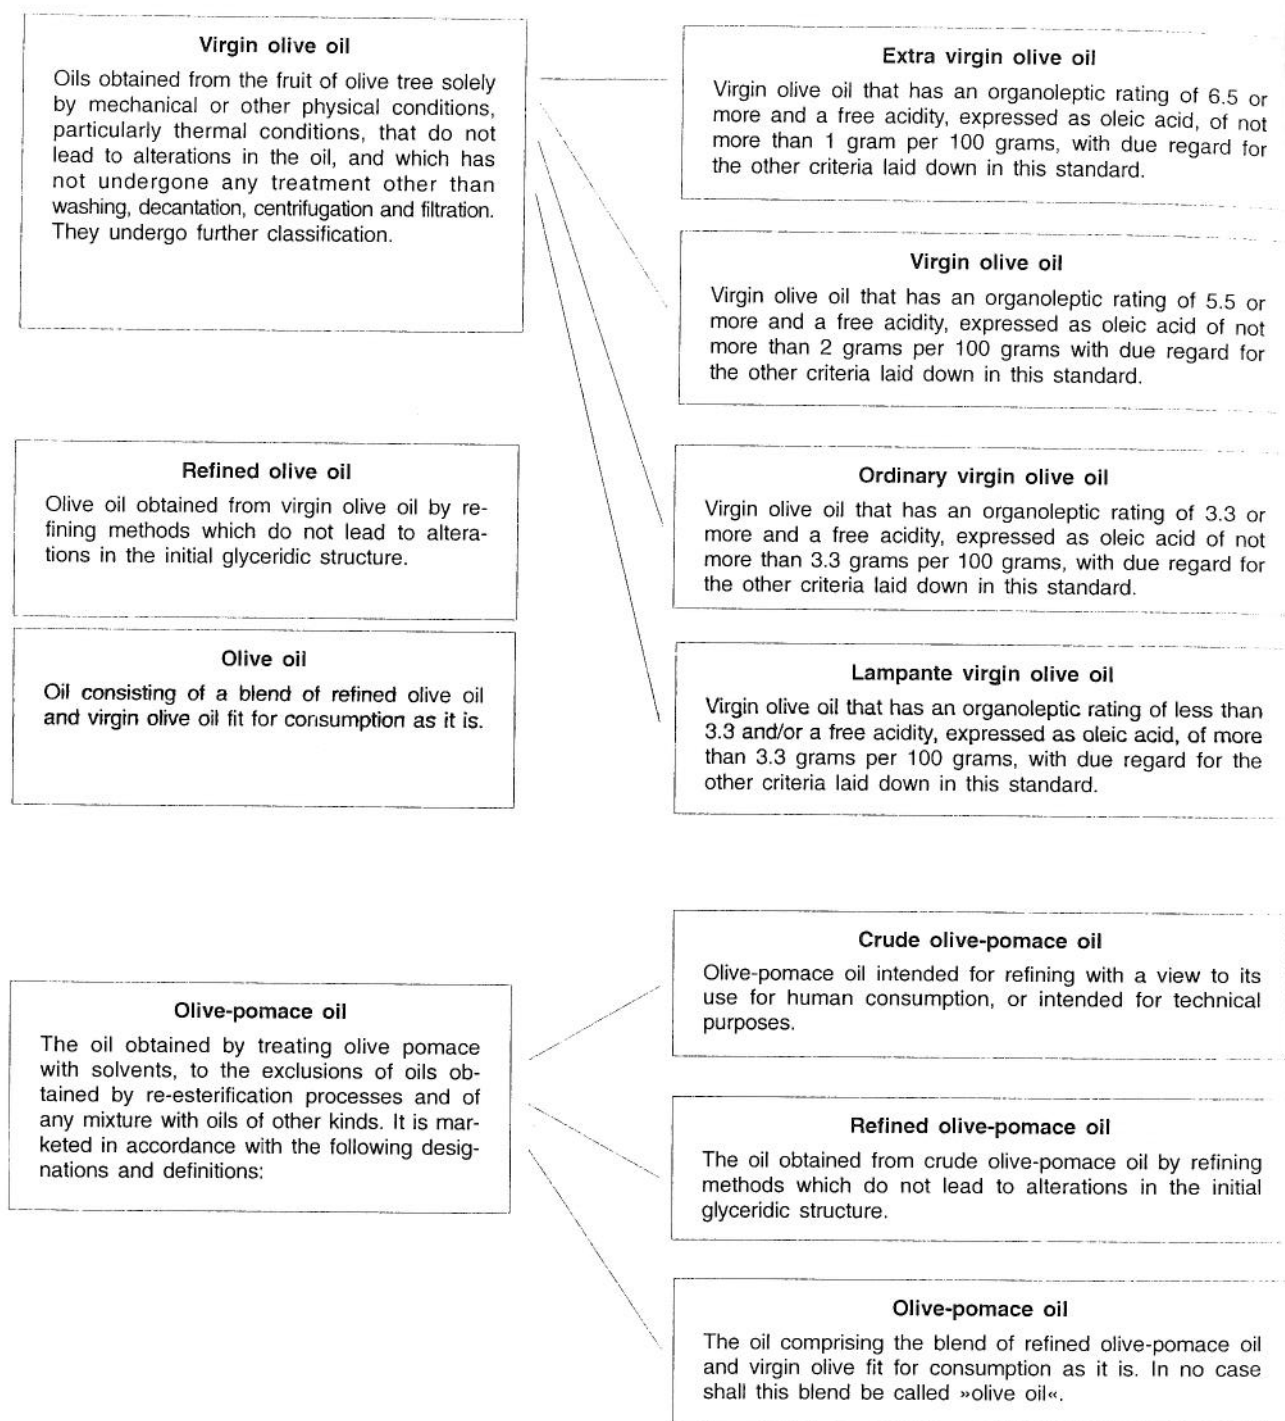 Virgin olive oil
Oils obtained from the fruit of olive tree solely
by mechanical or other physical conditions,
particularly thermal conditions, that do not
lead to alterations in the oil, and which has
not undergone any treatment other than
washing, decantation, centrifugation and filtration.
They undergo further classification.
Extra virgin olive oil
Virgin olive oil that has an organoleptic rating of 6.5 or
more and a free acidity, expressed as oleic acid, of not
more than 1 gram per 100 grams, with due regard for
the other criteria laid down in this standard.
Virgin olive oil
Virgin olive oil that has an organoleptic rating of 5.5 or
more and a free acidity, expressed as oleic acid of not
more than 2 grams per 100 grams with due regard for
the other criteria laid down in this standard.
Refined olive oil
Olive oil obtained from virgin olive oil by re-
fining methods which do not lead to altera-
tions in the initial glyceridic structure.
Ordinary virgin olive oil
Virgin olive oil that has an organoleptic rating of 3.3 or
more and a free acidity, expressed as oleic acid of not
more than 3.3 grams per 100 grams, with due regard for
the other criteria laid down in this standard.
Olive oil
Oil consisting of a blend of refined olive oil
and virgin olive oil fit for consumption as it is.
Lampante virgin olive oil
Virgin olive oil that has an organoleptic rating of less than
3.3 and/or a free acidity, expressed as oleic acid, of more
than 3.3 grams per 100 grams, with due regard for the
other criteria laid down in this standard.
Olive-pomace oil
The oil obtained by treating olive pomace
with solvents, to the exclusions of oils ob-
tained by re-esterification processes and of
any mixture with oils of other kinds. It is mar-
keted in accordance with the following desig-
nations and definitions:
Crude olive-pomace oil
Olive-pomace oil intended for refining with a view to its
use for human consumption, or intended for technical
purposes.
Refined olive-pomace oil
The oil obtained from crude olive-pomace oil by refining
methods which do not lead to alterations in the initial
glyceridic structure.
Olive-pomace oil
The oil comprising the blend of refined olive-pomace oil
and virgin olive fit for consumption as it is. In no case
shall this blend be called »olive oil«.